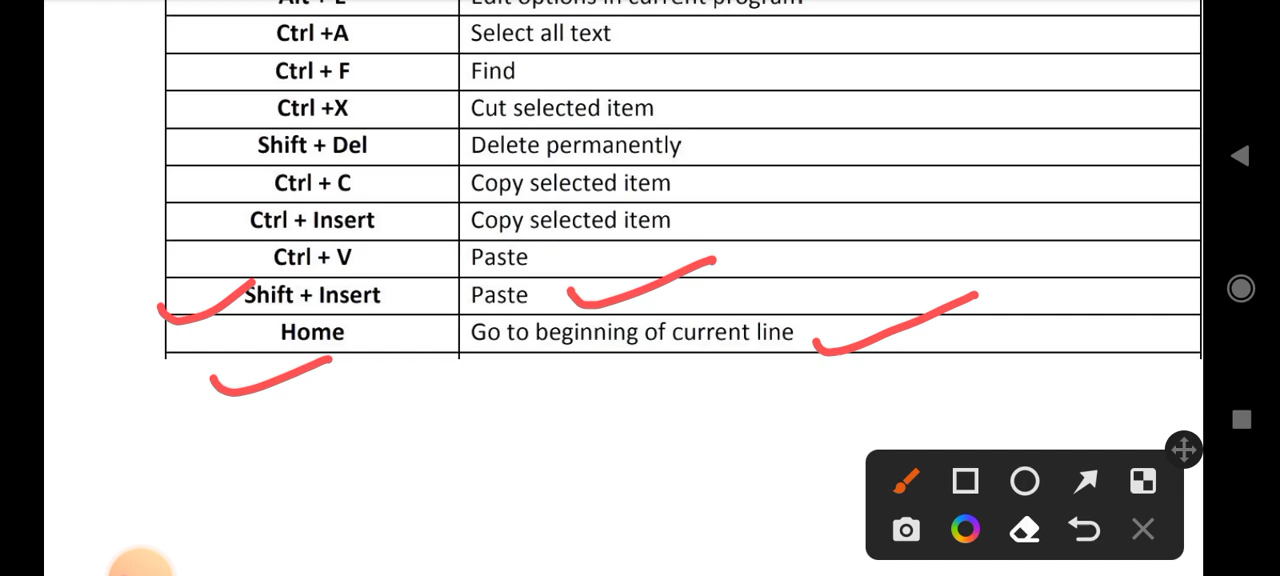 Ctrl +A Select all text
Ctrl + F Find
Ctrl +X Cut selected item
Shift + Del Delete permanently
Ctrl + C Copy selected item
Ctrl + Insert Copy selected item
Ctrl + V Paste
Shift + Insert Paste
Home Go to beginning of current line